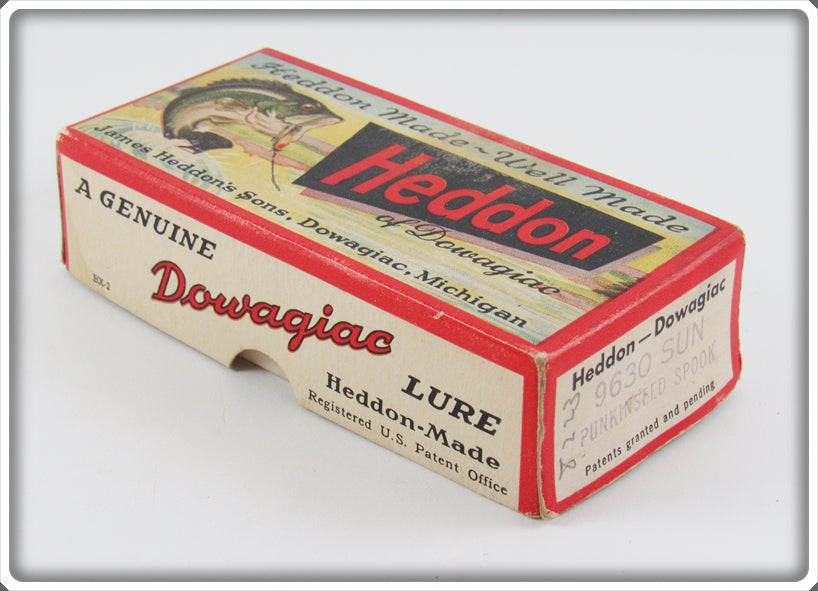 Heddon Made~Well Made
Heddon
of Dowagiac
James Heddon's Sons, Dowagiac, Michigan
A GENUINE
Dowagiac
LURE
BX-2
Heddon-Made
Registered U.S. Patent Office
Heddon—Dowagiac
9630 SUN
PUNKINSEED SPOOK
Patents granted and pending